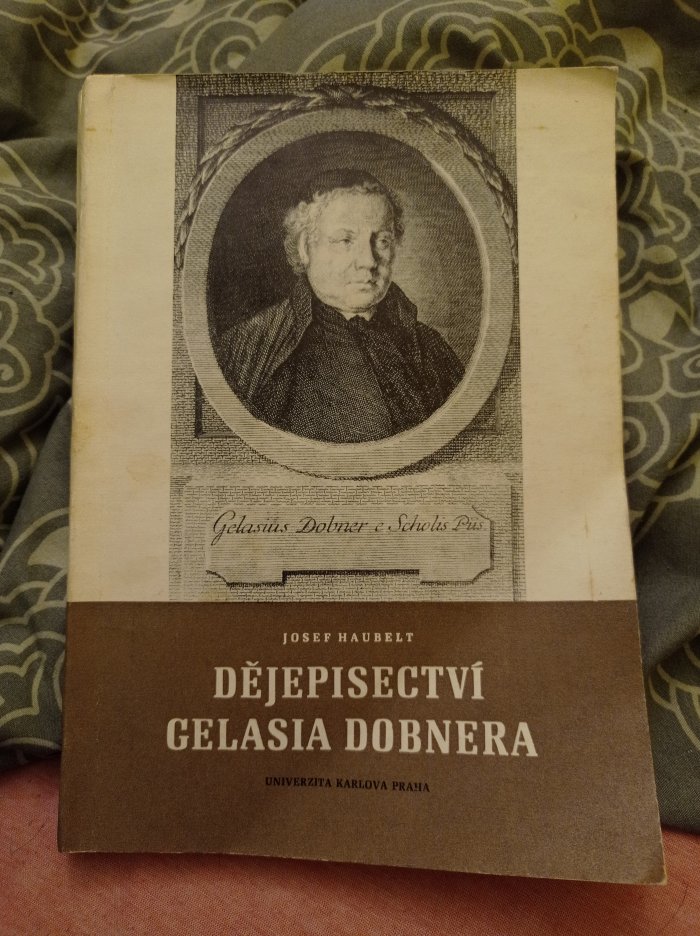 Gelasius Dobner e Scholis Piis
JOSEF HAUBELT
DĚJEPISECTVÍ
GELASIA DOBNERA
UNIVERZITA KARLOVA PRAHA